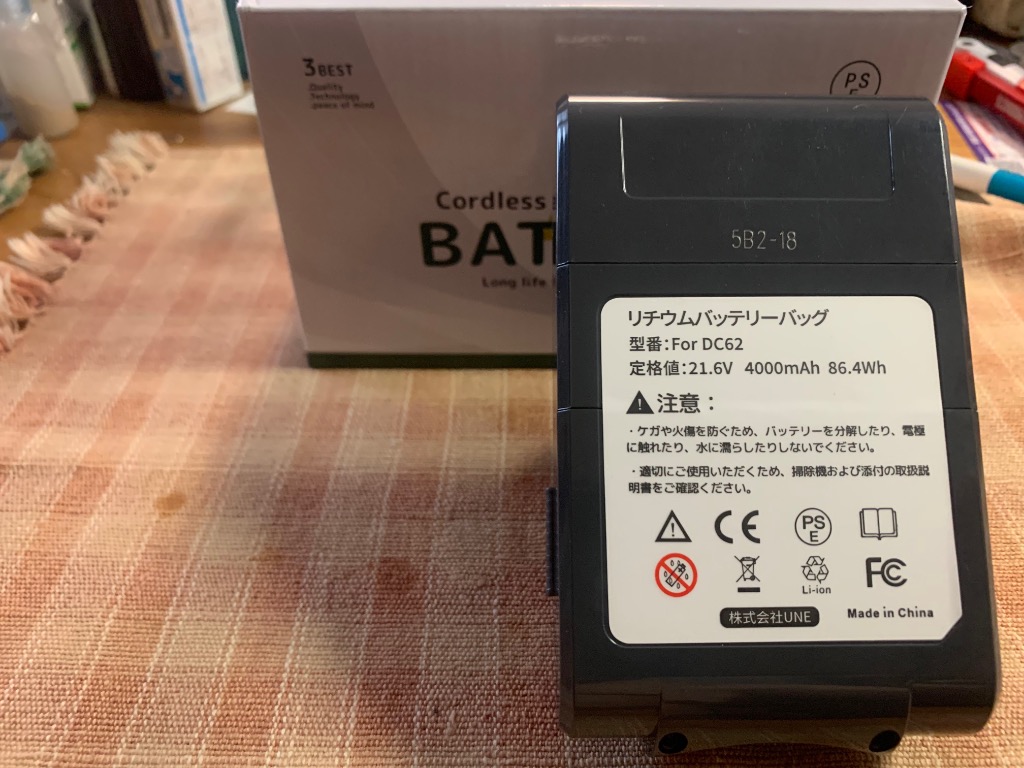 3BEST
.Quality
.Technology
.peace of mind
PS
E
Cordless
BAT
Long life
5B2-18
リチウムバッテリーバッグ
型番:For DC62
定格値:21.6V 4000mAh 86.4Wh
注意:
・ケガや火傷を防ぐため、バッテリーを分解したり、電極
に触れたり、水に濡らしたりしないでください。
・適切にご使用いただくため、掃除機および添付の取扱説
明書をご確認ください。
CE
PS
E
Li-ion
FC
株式会社UNE
Made in China